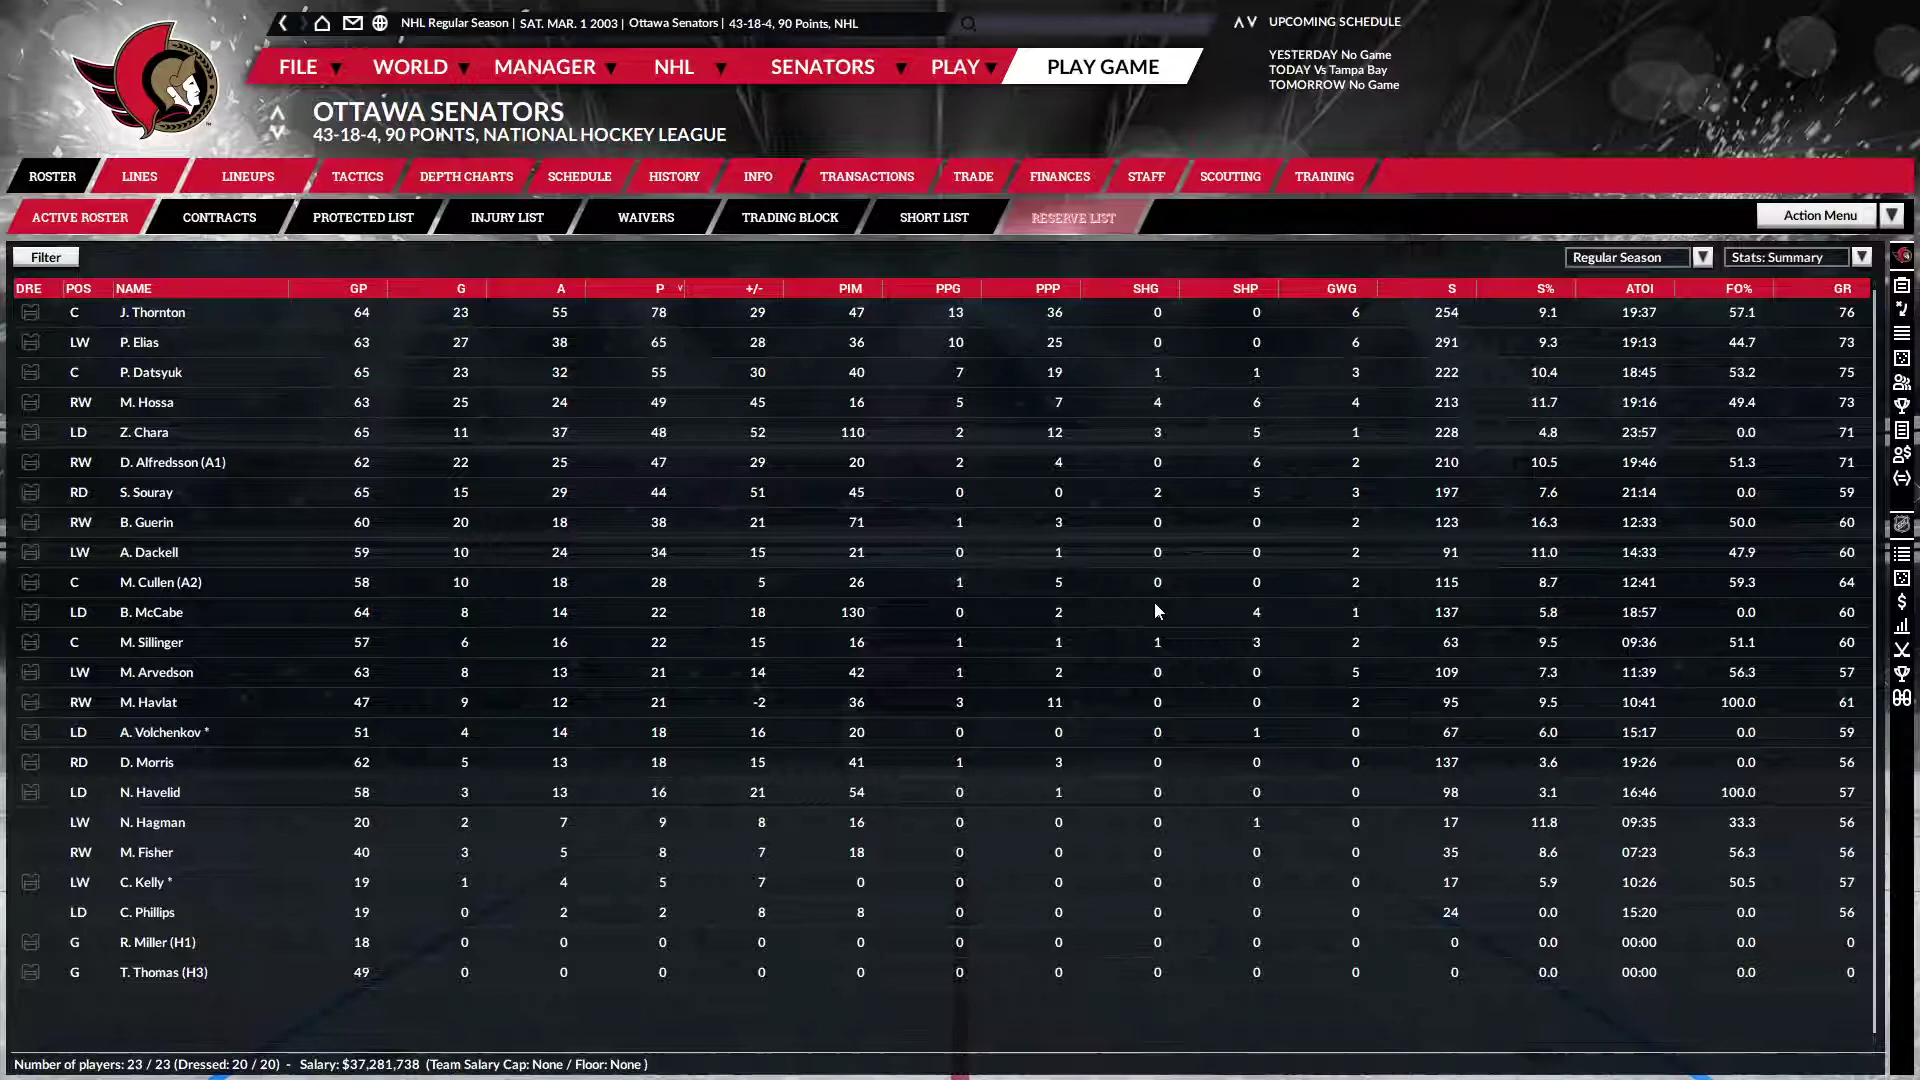 NHL Regular Season | SAT. MAR. 1 2003 | Ottawa Senators | 43-18-4, 90 Points, NHL
UPCOMING SCHEDULE
YESTERDAY No Game
TODAY Vs Tampa Bay
TOMORROW No Game
FILE WORLD MANAGER NHL SENATORS PLAY PLAY GAME
OTTAWA SENATORS
43-18-4, 90 POINTS, NATIONAL HOCKEY LEAGUE
ROSTER LINES LINEUPS TACTICS DEPTH CHARTS SCHEDULE HISTORY INFO TRANSACTIONS TRADE FINANCES STAFF SCOUTING TRAINING
ACTIVE ROSTER CONTRACTS PROTECTED LIST INJURY LIST WAIVERS TRADING BLOCK SHORT LIST RESERVE LIST Action Menu
Filter Regular Season Stats: Summary
DRE POS NAME GP G A P +/- PIM PPG PPP SHG SHP GWG S S% ATOI FO% GR
C J. Thornton 64 23 55 78 29 47 13 36 0 0 6 254 9.1 19:37 57.1 76
LW P. Elias 63 27 38 65 28 36 10 25 0 0 6 291 9.3 19:13 44.7 73
C P. Datsyuk 65 23 32 55 30 40 7 19 1 1 3 222 10.4 18:45 53.2 75
RW M. Hossa 63 25 24 49 45 16 5 7 4 6 4 213 11.7 19:16 49.4 73
LD Z. Chara 65 11 37 48 52 110 2 12 3 5 1 228 4.8 23:57 0.0 71
RW D. Alfredsson (A1) 62 22 25 47 29 20 2 4 0 6 2 210 10.5 19:46 51.3 71
RD S. Souray 65 15 29 44 51 45 0 0 2 5 3 197 7.6 21:14 0.0 59
RW B. Guerin 60 20 18 38 21 71 1 3 0 0 2 123 16.3 12:33 50.0 60
LW A. Dackell 59 10 24 34 15 21 0 1 0 0 2 91 11.0 14:33 47.9 60
C M. Cullen (A2) 58 10 18 28 5 26 1 5 0 0 2 115 8.7 12:41 59.3 64
LD B. McCabe 64 8 14 22 18 130 0 2 0 4 1 137 5.8 18:57 0.0 60
C M. Sillinger 57 6 16 22 15 16 1 1 1 3 2 63 9.5 09:36 51.1 60
LW M. Arvedson 63 8 13 21 14 42 1 2 0 0 5 109 7.3 11:39 56.3 57
RW M. Havlat 47 9 12 21 -2 36 3 11 0 0 2 95 9.5 10:41 100.0 61
LD A. Volchenkov * 51 4 14 18 16 20 0 0 0 1 0 67 6.0 15:17 0.0 59
RD D. Morris 62 5 13 18 15 41 1 3 0 0 0 137 3.6 19:26 0.0 56
LD N. Havelid 58 3 13 16 21 54 0 1 0 0 0 98 3.1 16:46 100.0 57
LW N. Hagman 20 2 7 9 8 16 0 0 0 1 0 17 11.8 09:35 33.3 56
RW M. Fisher 40 3 5 8 7 18 0 0 0 0 0 35 8.6 07:23 56.3 56
LW C. Kelly * 19 1 4 5 7 0 0 0 0 0 0 17 5.9 10:26 50.5 57
LD C. Phillips 19 0 2 2 8 8 0 0 0 0 0 24 0.0 15:20 0.0 56
G R. Miller (H1) 18 0 0 0 0 0 0 0 0 0 0 0 0.0 00:00 0.0 0
G T. Thomas (H3) 49 0 0 0 0 0 0 0 0 0 0 0 0.0 00:00 0.0 0
Number of players: 23 / 23 (Dressed: 20 / 20) - Salary: $37,281,738 (Team Salary Cap: None / Floor: None )